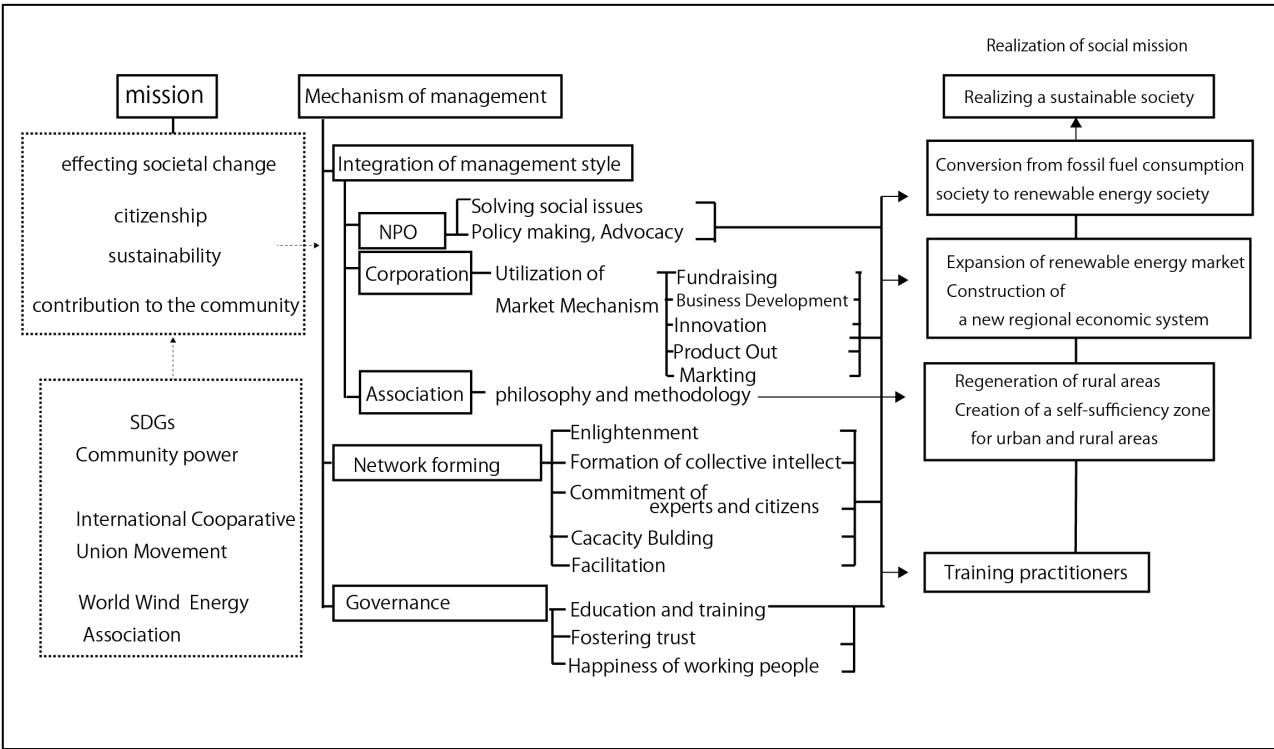 Realization of social mission
mission
Mechanism of management
Realizing a sustainable society
effecting societal change
citizenship
sustainability
contribution to the community
SDGs
Community power
International Cooparative
Union Movement
World Wind Energy
Association
Integration of management style
NPO
Solving social issues
Policy making, Advocacy
Corporation
Utilization of
Market Mechanism
Fundraising
Business Development
Innovation
Product Out
Markting
Association
philosophy and methodology
Network forming
Enlightenment
Formation of collective intellect
Commitment of
experts and citizens
Cacacity Bulding
Facilitation
Governance
Education and training
Fostering trust
Happiness of working people
Conversion from fossil fuel consumption
society to renewable energy society
Expansion of renewable energy market
Construction of
a new regional economic system
Regeneration of rural areas
Creation of a self-sufficiency zone
for urban and rural areas
Training practitioners